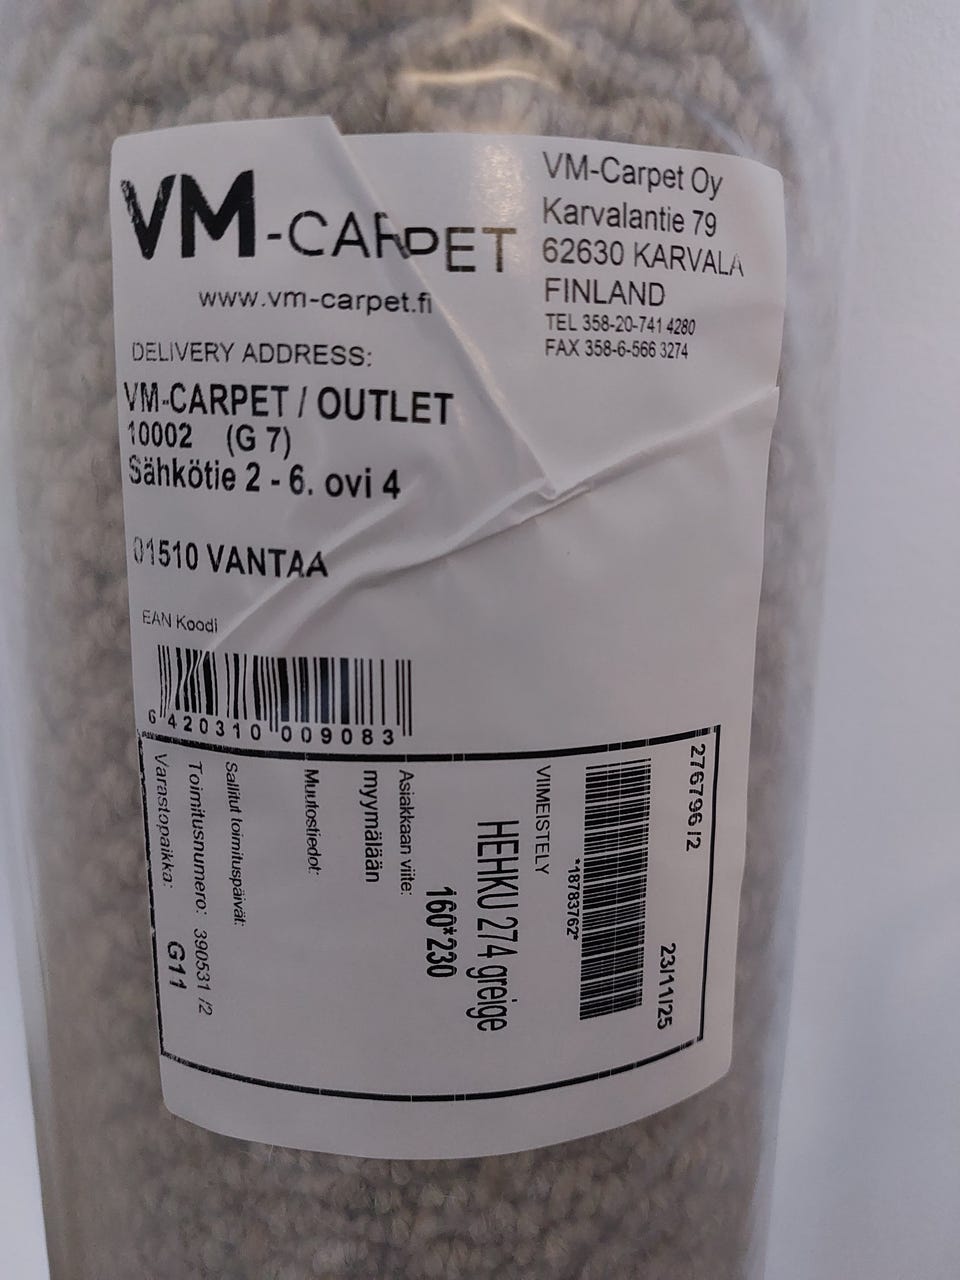 VM-CARPET
www.vm-carpet.fi
VM-Carpet Oy
Karvalantie 79
62630 KARVALA
FINLAND
TEL 358-20-741 4280
FAX 358-6-566 3274
DELIVERY ADDRESS:
VM-CARPET / OUTLET
10002 (G 7)
Sähkötie 2 - 6. ovi 4
01510 VANTAA
EAN Koodi
6 420310 009083
276796 /2
23/11/25
*18783762*
VIIMEISTELY
HEHKU 274 greige
160*230
Asiakkaan viite:
myymälään
Muutostiedot:
Sallitut toimituspäivät:
Toimitusnumero: 390531 /2
Varastopaikka: G11